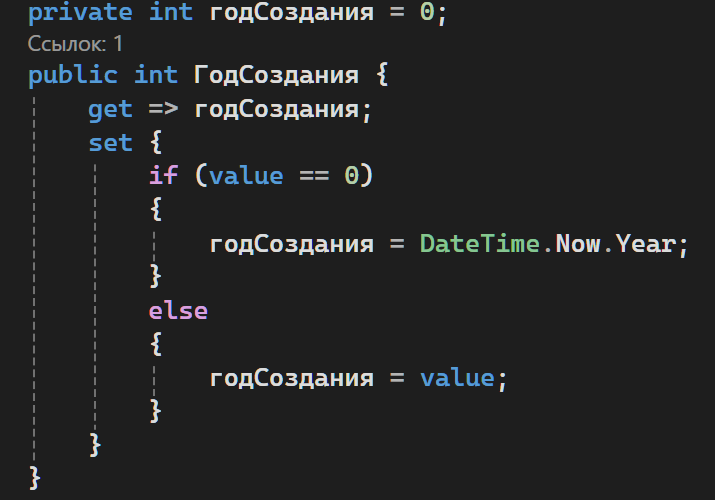 private int годСоздания = 0;
Ссылок: 1
public int ГодСоздания {
get => годСоздания;
set {
if (value == 0)
{
годСоздания = DateTime.Now.Year;
}
else
{
годСоздания = value;
}
}
}